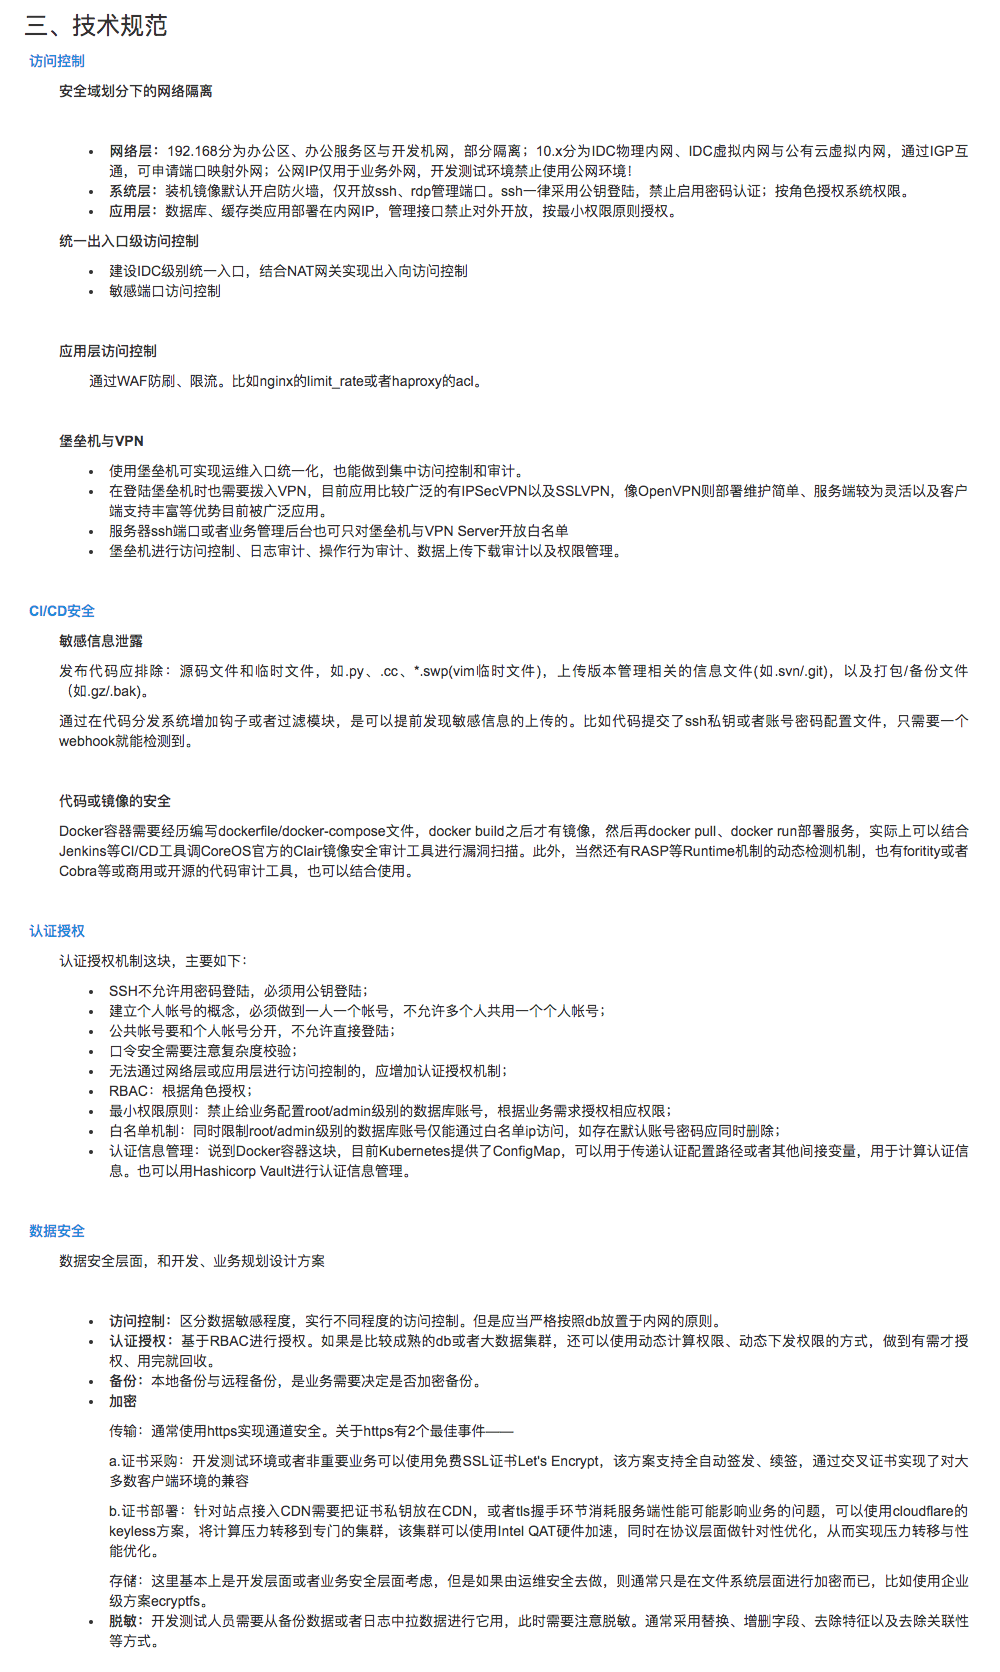 三、技术规范
访问控制
安全域划分下的网络隔离
• 网络层：192.168分为办公区、办公服务区与开发机网，部分隔离；10.x分为IDC物理内网、IDC虚拟内网与公有云虚拟内网，通过IGP互
通，可申请端口映射外网；公网IP仅用于业务外网，开发测试环境禁止使用公网环境！
• 系统层：装机镜像默认开启防火墙，仅开放ssh、rdp管理端口。ssh一律采用公钥登陆，禁止启用密码认证；按角色授权系统权限。
• 应用层：数据库、缓存类应用部署在内网IP，管理接口禁止对外开放，按最小权限原则授权。
统一出入口级访问控制
• 建设IDC级别统一入口，结合NAT网关实现出入向访问控制
• 敏感端口访问控制
应用层访问控制
通过WAF防刷、限流。比如nginx的limit_rate或者haproxy的acl。
堡垒机与VPN
• 使用堡垒机可实现运维入口统一化，也能做到集中访问控制和审计。
• 在登陆堡垒机时也需要拨入VPN，目前应用比较广泛的有IPSecVPN以及SSLVPN，像OpenVPN则部署维护简单、服务端较为灵活以及客户
端支持丰富等优势目前被广泛应用。
• 服务器ssh端口或者业务管理后台也可只对堡垒机与VPN Server开放白名单
• 堡垒机进行访问控制、日志审计、操作行为审计、数据上传下载审计以及权限管理。
CI/CD安全
敏感信息泄露
发布代码应排除：源码文件和临时文件，如.py、.cc、*.swp(vim临时文件)，上传版本管理相关的信息文件(如.svn/.git)，以及打包/备份文件
（如.gz/.bak)。
通过在代码分发系统增加钩子或者过滤模块，是可以提前发现敏感信息的上传的。比如代码提交了ssh私钥或者账号密码配置文件，只需要一个
webhook就能检测到。
代码或镜像的安全
Docker容器需要经历编写dockerfile/docker-compose文件，docker build之后才有镜像，然后再docker pull、docker run部署服务，实际上可以结合
Jenkins等CI/CD工具调CoreOS官方的Clair镜像安全审计工具进行漏洞扫描。此外，当然还有RASP等Runtime机制的动态检测机制，也有foritity或者
Cobra等或商用或开源的代码审计工具，也可以结合使用。
认证授权
认证授权机制这块，主要如下：
• SSH不允许用密码登陆，必须用公钥登陆；
• 建立个人帐号的概念，必须做到一人一个帐号，不允许多个人共用一个个人帐号；
• 公共帐号要和个人帐号分开，不允许直接登陆；
• 口令安全需要注意复杂度校验；
• 无法通过网络层或应用层进行访问控制的，应增加认证授权机制；
• RBAC：根据角色授权；
• 最小权限原则：禁止给业务配置root/admin级别的数据库账号，根据业务需求授权相应权限；
• 白名单机制：同时限制root/admin级别的数据库账号仅能通过白名单ip访问，如存在默认账号密码应同时删除；
• 认证信息管理：说到Docker容器这块，目前Kubernetes提供了ConfigMap，可以用于传递认证配置路径或者其他间接变量，用于计算认证信
息。也可以用Hashicorp Vault进行认证信息管理。
数据安全
数据安全层面，和开发、业务规划设计方案
• 访问控制：区分数据敏感程度，实行不同程度的访问控制。但是应当严格按照db放置于内网的原则。
• 认证授权：基于RBAC进行授权。如果是比较成熟的db或者大数据集群，还可以使用动态计算权限、动态下发权限的方式，做到有需才授
权、用完就回收。
• 备份：本地备份与远程备份，是业务需要决定是否加密备份。
• 加密
传输：通常使用https实现通道安全。关于https有2个最佳事件——
a.证书采购：开发测试环境或者非重要业务可以使用免费SSL证书Let's Encrypt，该方案支持全自动签发、续签，通过交叉证书实现了对大
多数客户端环境的兼容
b.证书部署：针对站点接入CDN需要把证书私钥放在CDN，或者tls握手环节消耗服务端性能可能影响业务的问题，可以使用cloudflare的
keyless方案，将计算压力转移到专门的集群，该集群可以使用Intel QAT硬件加速，同时在协议层面做针对性优化，从而实现压力转移与性
能优化。
存储：这里基本上是开发层面或者业务安全层面考虑，但是如果由运维安全去做，则通常只是在文件系统层面进行加密而已，比如使用企业
级方案ecryptfs。
• 脱敏：开发测试人员需要从备份数据或者日志中拉数据进行它用，此时需要注意脱敏。通常采用替换、增删字段、去除特征以及去除关联性
等方式。